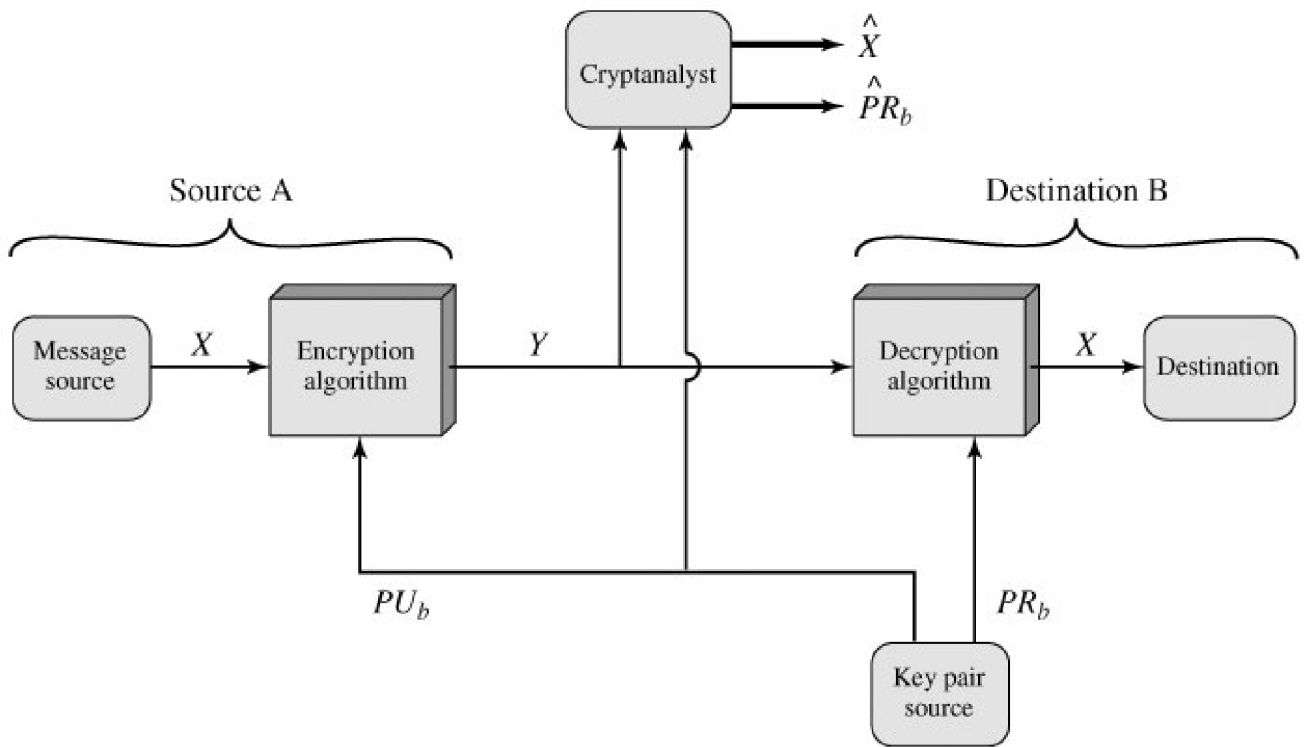 Cryptanalyst
X̂
P̂R_b
Source A
Destination B
Message
source
X
Encryption
algorithm
Y
Decryption
algorithm
X
Destination
PU_b
PR_b
Key pair
source